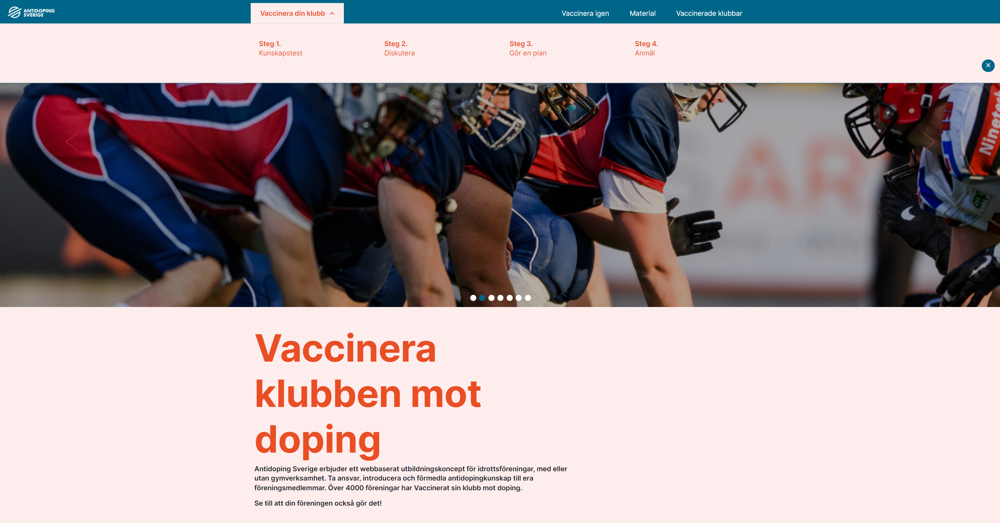 ANTIDOPING
SVERIGE
Vaccinera din klubb
Vaccinera igen
Material
Vaccinerade klubbar
Steg 1.
Kunskapstest
Steg 2.
Diskutera
Steg 3.
Gör en plan
Steg 4.
Anmäl
Vaccinera
klubben mot
doping
Antidoping Sverige erbjuder ett webbaserat utbildningskoncept för idrottsföreningar, med eller
utan gymverksamhet. Ta ansvar, introducera och förmedla antidopingkunskap till era
föreningsmedlemmar. Över 4000 föreningar har Vaccinerat sin klubb mot doping.
Se till att din föreningen också gör det!